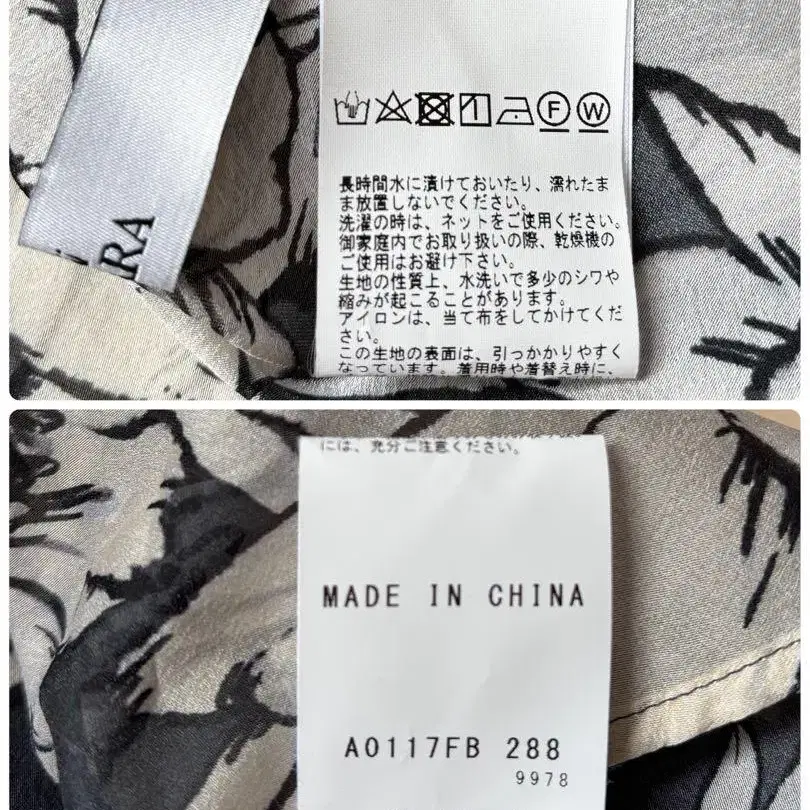 RA
F W
長時間水に漬けておいたり、濡れたま
ま放置しないでください。
洗濯の時は、ネットをご使用ください。
御家庭内でお取り扱いの際、乾燥機の
ご使用はお避け下さい。
生地の性質上、水洗いで多少のシワや
縮みが起こることがあります。
アイロンは、当て布をしてかけてくだ
さい。
この生地の表面は、引っかかりやすく
なっています。着用時や着替え時に、
には、充分ご注意ください。
MADE IN CHINA
A0117FB 288
9978